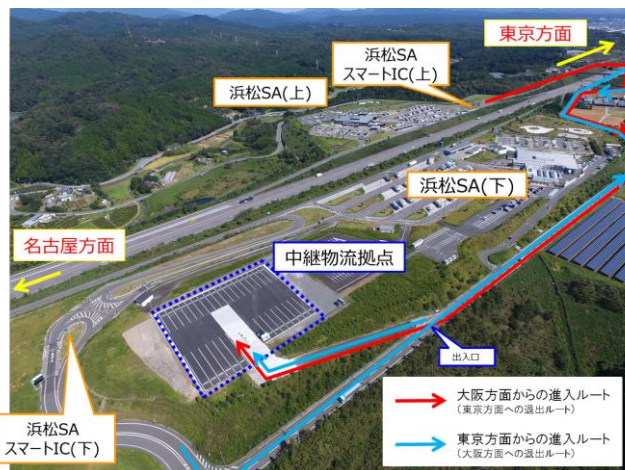 東京方面
浜松SA
スマートIC(上)
浜松SA(上)
浜松SA(下)
名古屋方面
中継物流拠点
出入口
浜松SA
スマートIC(下)
大阪方面からの進入ルート
(東京方面への退出ルート)
東京方面からの進入ルート
(大阪方面への退出ルート)